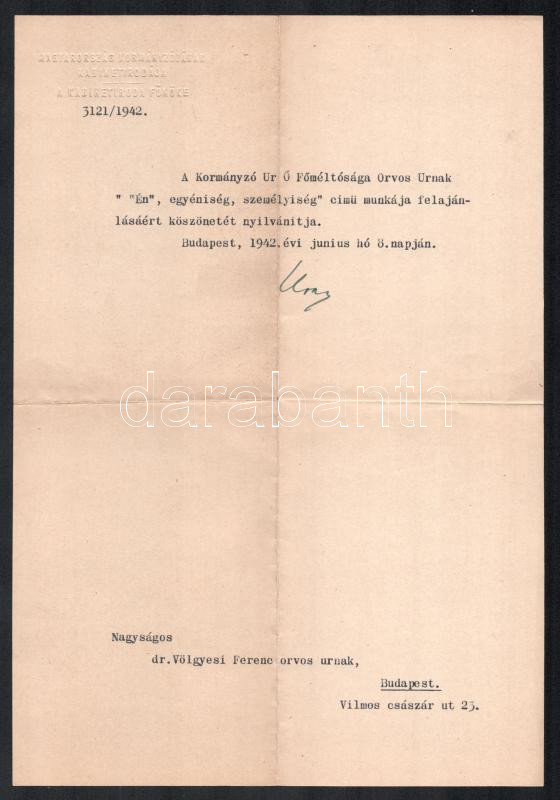 MAGYARORSZÁG KORMÁNYZÓJÁNAK
KABINETIRODÁJA
A KABINETIRODA FŐNÖKE
3121/1942.
A Kormányzó Ur Ő Főméltósága Orvos Urnak
" "Én", egyéniség, személyiség" cimü munkája felaján-
lásáért köszönetét nyilvánitja.
Budapest, 1942.évi junius hó 8.napján.
darabanth
Nagyságos
dr.Völgyesi Ferenc orvos urnak,
Budapest.
Vilmos császár ut 23.